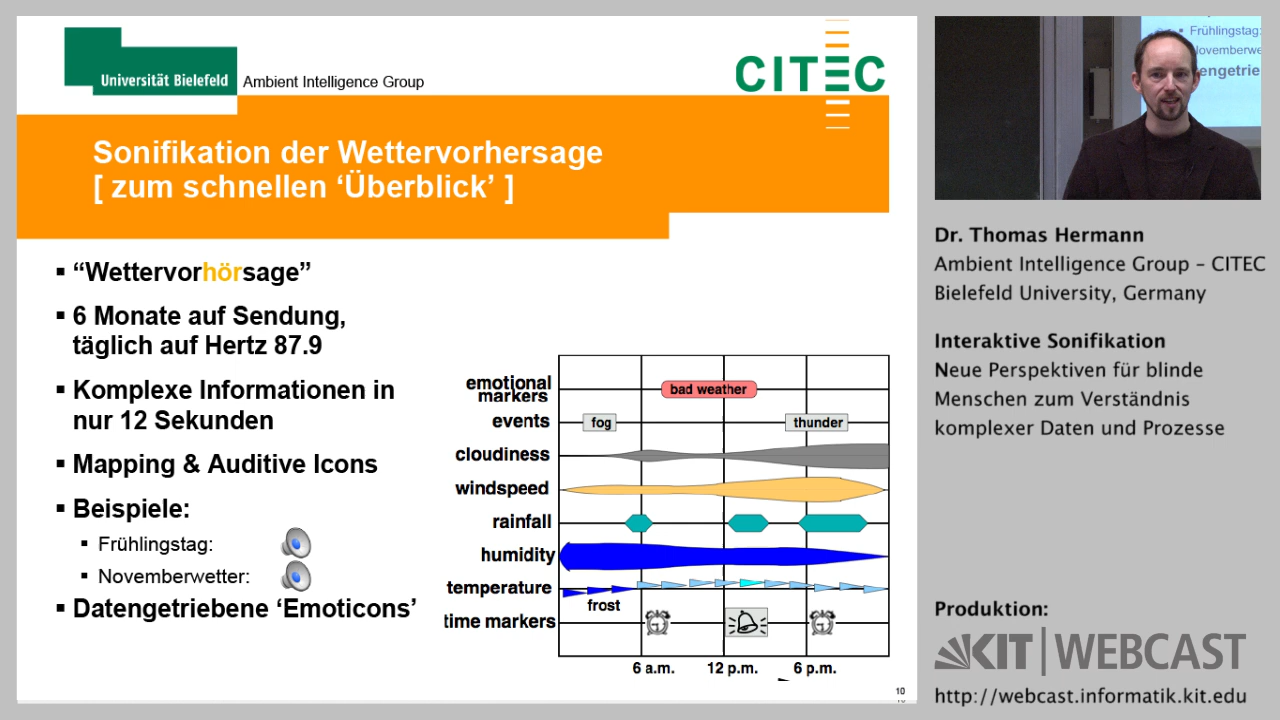 Universität Bielefeld
Ambient Intelligence Group
CITEC
Sonifikation der Wettervorhersage
[ zum schnellen ‘Überblick’ ]
▪ “Wettervorhörsage”
▪ 6 Monate auf Sendung,
täglich auf Hertz 87.9
▪ Komplexe Informationen in
nur 12 Sekunden
▪ Mapping & Auditive Icons
▪ Beispiele:
▪ Frühlingstag:
▪ Novemberwetter:
▪ Datengetriebene ‘Emoticons’
emotional
markers
bad weather
events
fog
thunder
cloudiness
windspeed
rainfall
humidity
temperature
frost
time markers
6 a.m.
12 p.m.
6 p.m.
10
Frühlingstag:
ovemberwe
engetrie
Dr. Thomas Hermann
Ambient Intelligence Group – CITEC
Bielefeld University, Germany
Interaktive Sonifikation
Neue Perspektiven für blinde
Menschen zum Verständnis
komplexer Daten und Prozesse
Produktion:
KIT | WEBCAST
http://webcast.informatik.kit.edu